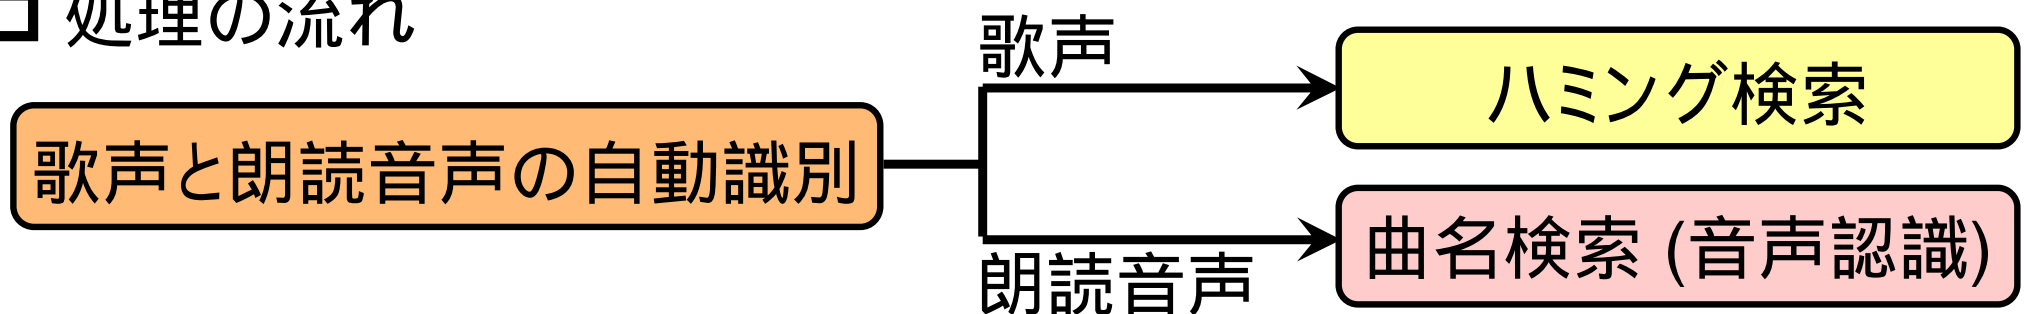 処理の流れ
歌声
ハミング検索
歌声と朗読音声の自動識別
曲名検索 (音声認識)
朗読音声